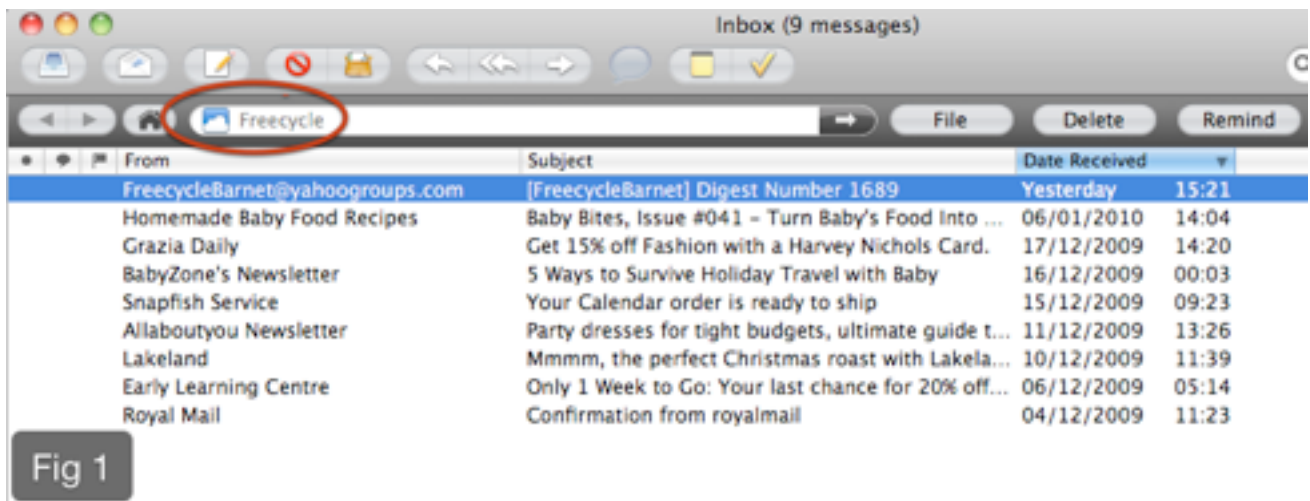 Inbox (9 messages)
Freecycle File Delete Remind
From Subject Date Received
FreecycleBarnet@yahoogroups.com [FreecycleBarnet] Digest Number 1689 Yesterday 15:21
Homemade Baby Food Recipes Baby Bites, Issue #041 – Turn Baby's Food Into ... 06/01/2010 14:04
Grazia Daily Get 15% off Fashion with a Harvey Nichols Card. 17/12/2009 14:20
BabyZone's Newsletter 5 Ways to Survive Holiday Travel with Baby 16/12/2009 00:03
Snapfish Service Your Calendar order is ready to ship 15/12/2009 09:23
Allaboutyou Newsletter Party dresses for tight budgets, ultimate guide t... 11/12/2009 13:26
Lakeland Mmmm, the perfect Christmas roast with Lakela... 10/12/2009 11:39
Early Learning Centre Only 1 Week to Go: Your last chance for 20% off... 06/12/2009 05:14
Royal Mail Confirmation from royalmail 04/12/2009 11:23
Fig 1